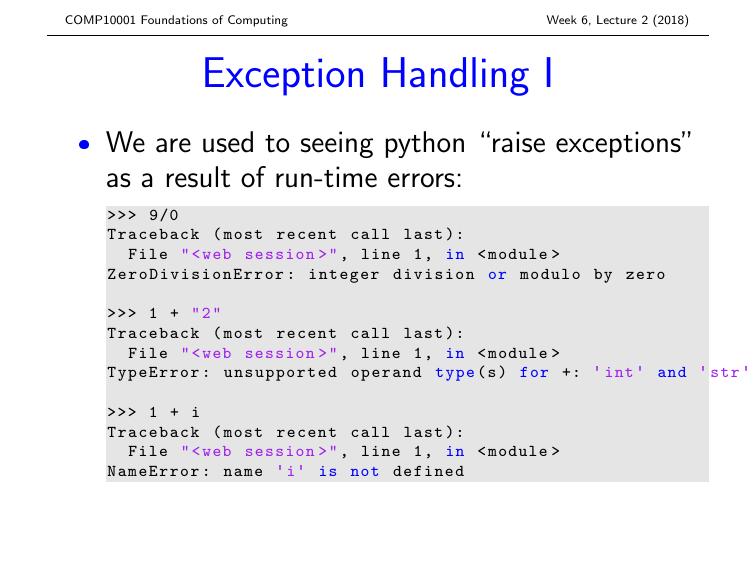 COMP10001 Foundations of Computing Week 6, Lecture 2 (2018)
Exception Handling I
• We are used to seeing python “raise exceptions”
as a result of run-time errors:
>>> 9/0
Traceback (most recent call last):
  File "<web session>", line 1, in <module>
ZeroDivisionError: integer division or modulo by zero
>>> 1 + "2"
Traceback (most recent call last):
  File "<web session>", line 1, in <module>
TypeError: unsupported operand type(s) for +: 'int' and 'str'
>>> 1 + i
Traceback (most recent call last):
  File "<web session>", line 1, in <module>
NameError: name 'i' is not defined